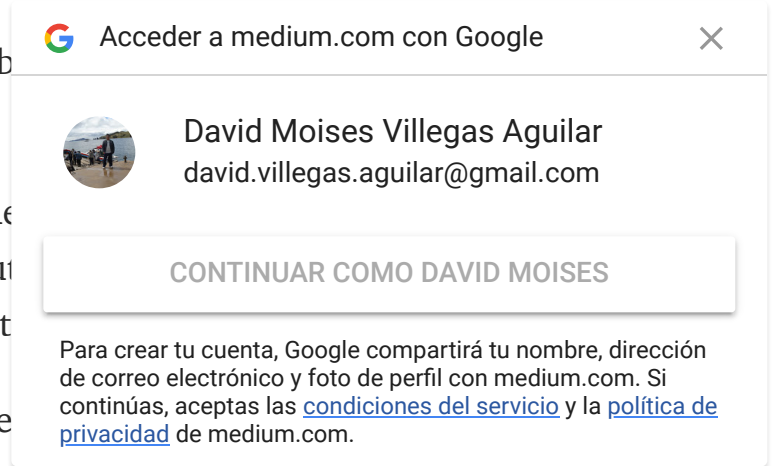 Acceder a medium.com con Google
David Moises Villegas Aguilar
david.villegas.aguilar@gmail.com
CONTINUAR COMO DAVID MOISES
Para crear tu cuenta, Google compartirá tu nombre, dirección
de correo electrónico y foto de perfil con medium.com. Si
continúas, aceptas las condiciones del servicio y la política de
privacidad de medium.com.